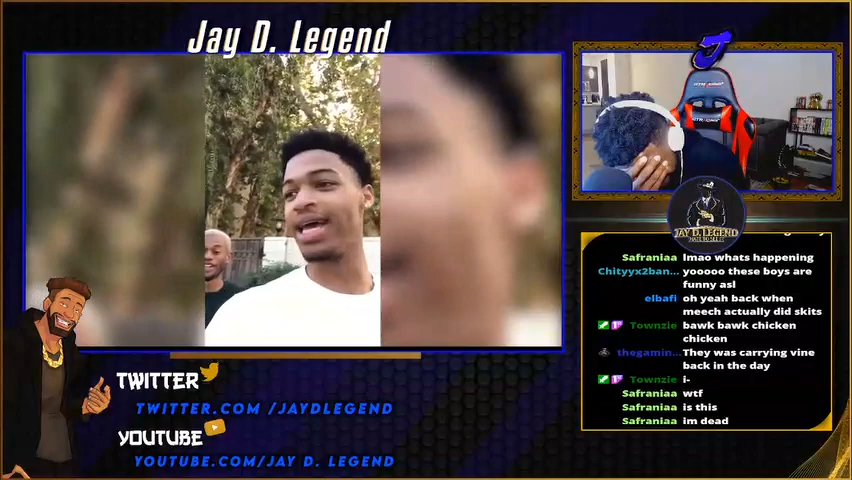 Jay D. Legend
J
JAY D. LEGEND
Safraniaa lmao whats happening
Chityyx2ban... yooooo these boys are
funny asl
elbafi oh yeah back when
meech actually did skits
Townzie bawk bawk chicken
chicken
thegamin... They was carrying vine
back in the day
Townzie i-
Safraniaa wtf
Safraniaa is this
Safraniaa im dead
TWITTER
TWITTER.COM /JAYDLEGEND
YOUTUBE
YOUTUBE.COM/JAY D. LEGEND